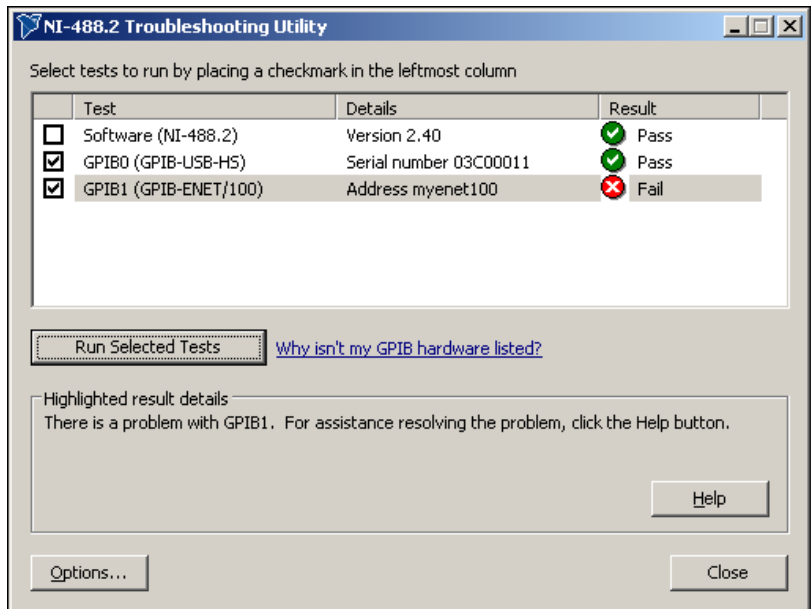 NI-488.2 Troubleshooting Utility
Select tests to run by placing a checkmark in the leftmost column
Test Details Result
Software (NI-488.2) Version 2.40 Pass
GPIB0 (GPIB-USB-HS) Serial number 03C00011 Pass
GPIB1 (GPIB-ENET/100) Address myenet100 Fail
Run Selected Tests Why isn't my GPIB hardware listed?
Highlighted result details
There is a problem with GPIB1.  For assistance resolving the problem, click the Help button.
Help
Options... Close